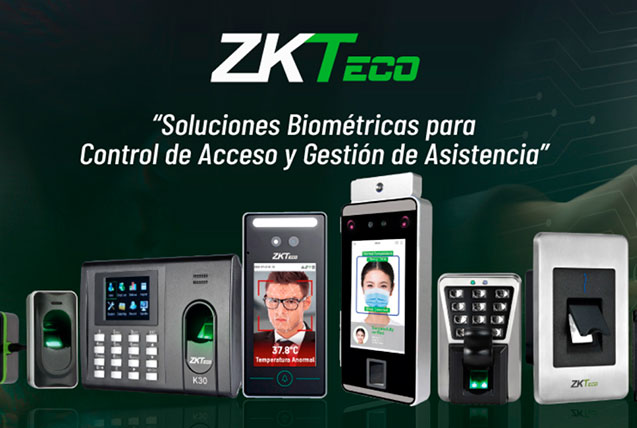 ZKTECO
“Soluciones Biométricas para
Control de Acceso y Gestión de Asistencia”
ZKTECO
37.8°C
Temperatura Anormal
ZKTECO
K30
ZKTECO